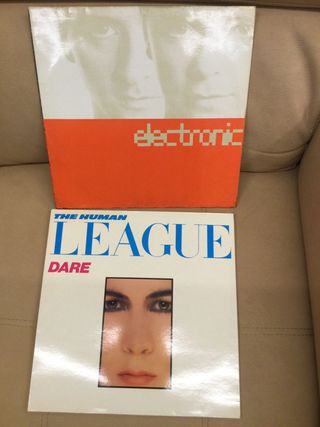 electronic
THE HUMAN
LEAGUE
DARE